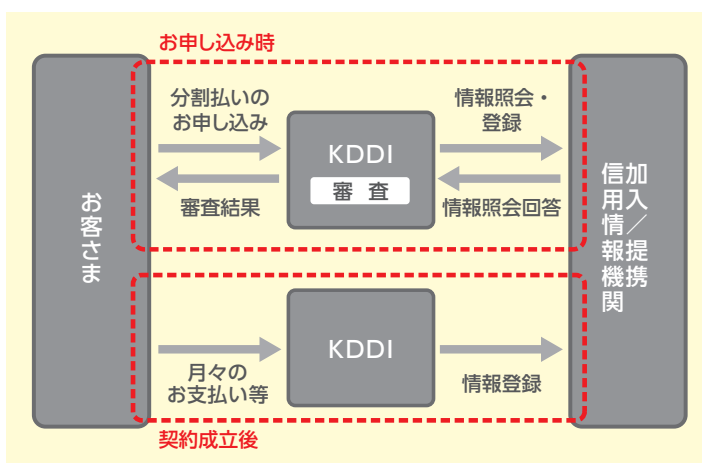 お申し込み時
お客さま
分割払いの
お申し込み
審査結果
KDDI
審 査
情報照会・
登録
情報照会回答
加入／提携
信用情報機関
月々の
お支払い等
KDDI
情報登録
契約成立後